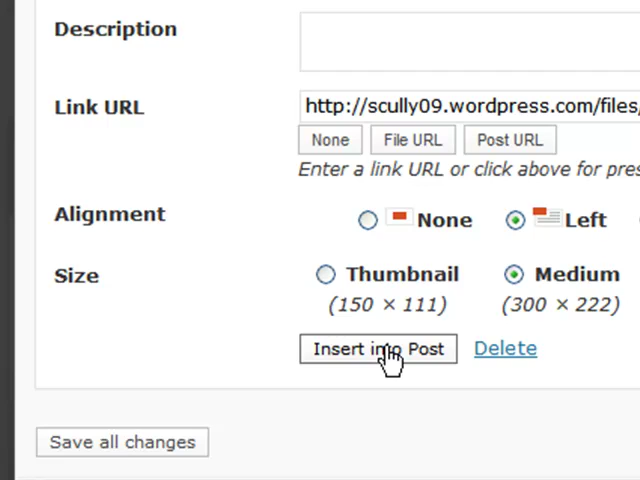 Description
Link URL http://scully09.wordpress.com/files/
None File URL Post URL
Enter a link URL or click above for pres
Alignment None Left
Size Thumbnail Medium
(150 × 111) (300 × 222)
Insert into Post Delete
Save all changes